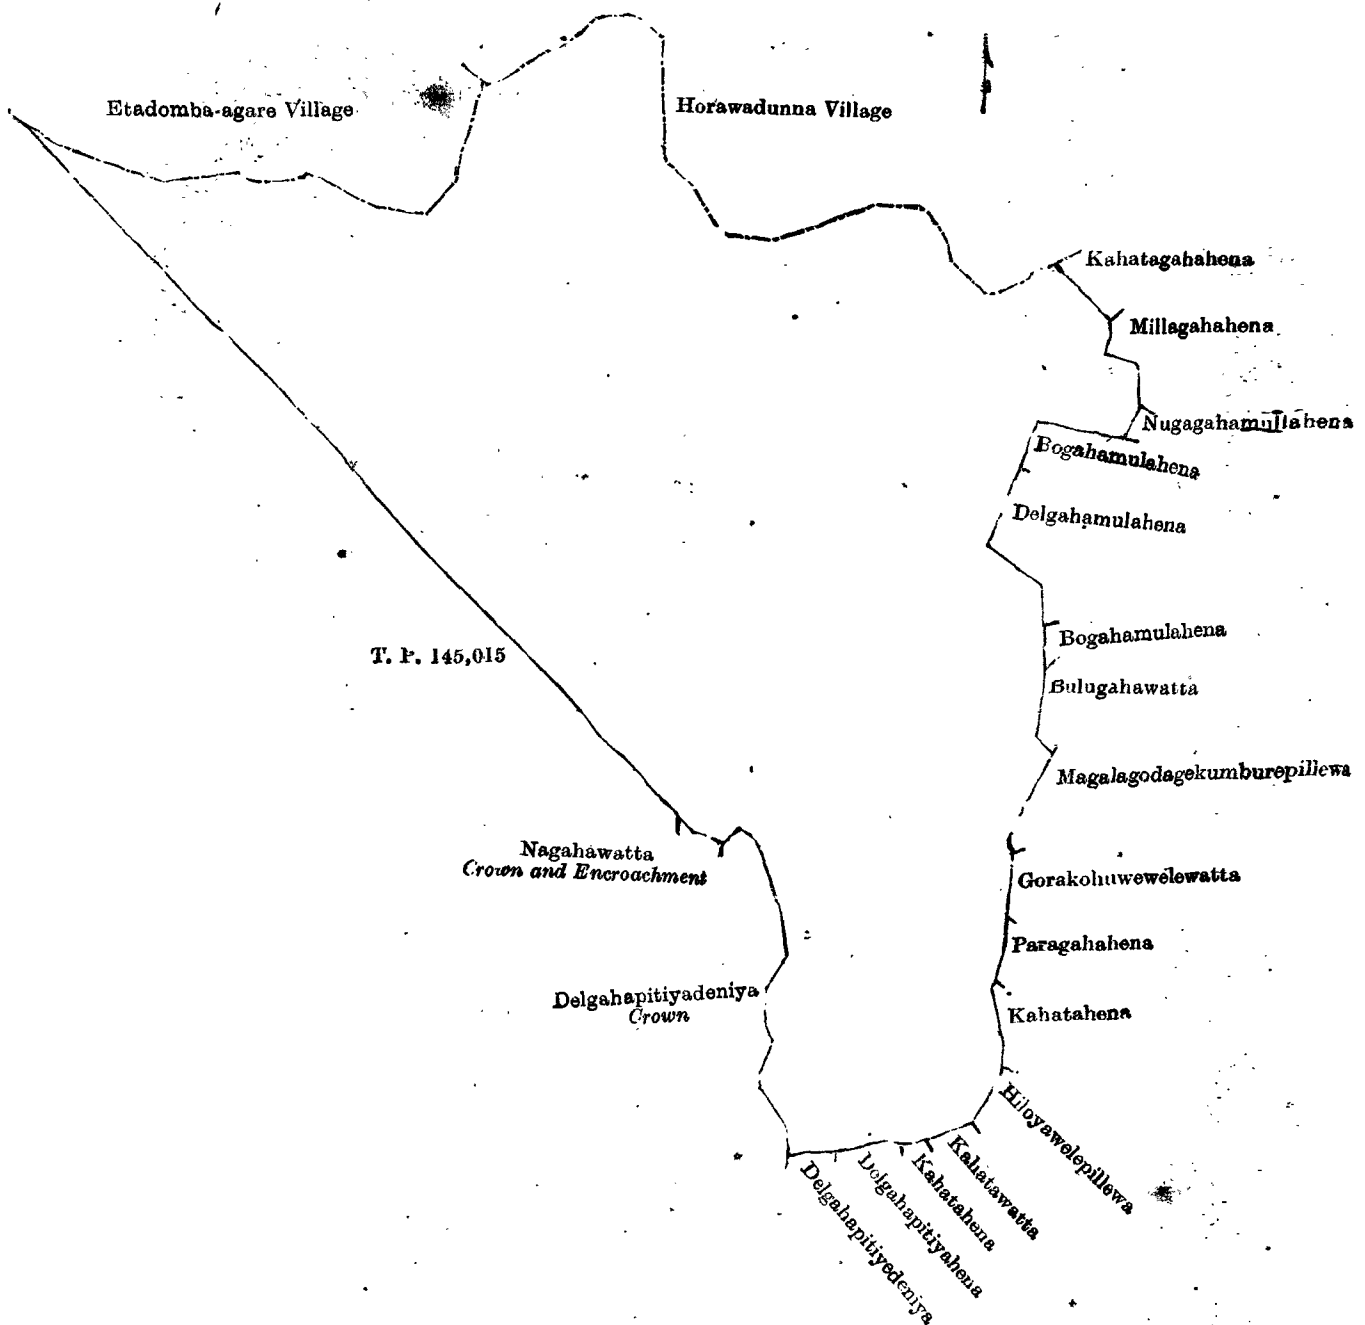 Etadomba-agare Village
Horawadunna Village
Kahatagahahena
Millagahahena
Nugagahamullahena
Bogahamulahena
Delgahamulahena
Bogahamulahena
T. P. 145,015
Bulugahawatta
Magalagodagekumburepillewa
Nagahawatta
Crown and Encroachment
Gorakohuwewelewatta
Paragahahena
Delgahapitiyadeniya
Crown
Kahatahena
Hiloyawelepillewa
Kahatawatta
Kahatahena
Delgahapitiyahena
Delgahapitiyedeniya